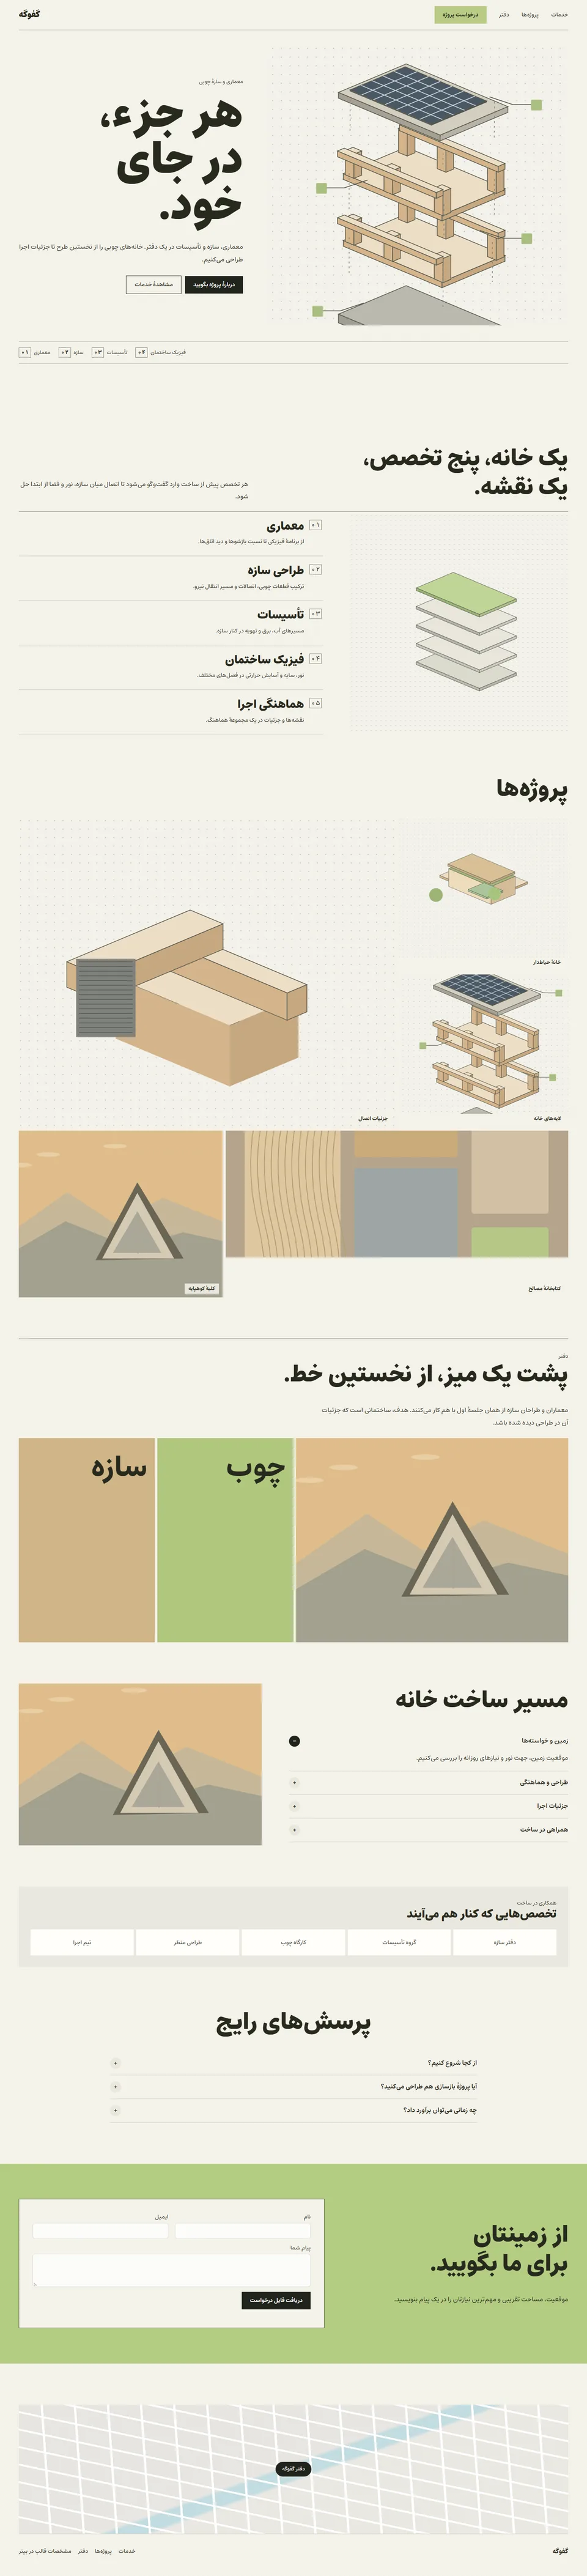 خدمات
پروژه‌ها
دفتر
درخواست پروژه
گفوگه
معماری و سازهٔ چوبی
هر جزء،
در جای
خود.
معماری، سازه و تأسیسات در یک دفتر. خانه‌های چوبی را از نخستین طرح تا جزئیات اجرا
طراحی می‌کنیم.
دربارهٔ پروژه بگویید
مشاهدهٔ خدمات
۰۱ معماری
۰۲ سازه
۰۳ تأسیسات
۰۴ فیزیک ساختمان
یک خانه، پنج تخصص،
یک نقشه.
هر تخصص پیش از ساخت وارد گفت‌وگو می‌شود تا اتصال میان سازه، نور و فضا از ابتدا حل
شود.
۰۱ معماری
از برنامهٔ فیزیکی تا نسبت بازشوها و دید اتاق‌ها.
۰۲ طراحی سازه
ترکیب قطعات چوبی، اتصالات و مسیر انتقال نیرو.
۰۳ تأسیسات
مسیرهای آب، برق و تهویه در کنار سازه.
۰۴ فیزیک ساختمان
نور، سایه و آسایش حرارتی در فصل‌های مختلف.
۰۵ هماهنگی اجرا
نقشه‌ها و جزئیات در یک مجموعهٔ هماهنگ.
پروژه‌ها
خانهٔ حیاط‌دار
جزئیات اتصال
لایه‌های خانه
کلبهٔ کوهپایه
کتابخانهٔ مصالح
دفتر
پشت یک میز، از نخستین خط.
معماران و طراحان سازه از همان جلسهٔ اول با هم کار می‌کنند. هدف، ساختمانی است که جزئیات
آن در طراحی دیده شده باشد.
چوب
سازه
مسیر ساخت خانه
زمین و خواسته‌ها
موقعیت زمین، جهت نور و نیازهای روزانه را بررسی می‌کنیم.
طراحی و هماهنگی
جزئیات اجرا
همراهی در ساخت
همکاری در ساخت
تخصص‌هایی که کنار هم می‌آیند
دفتر سازه
گروه تأسیسات
کارگاه چوب
طراحی منظر
تیم اجرا
پرسش‌های رایج
از کجا شروع کنیم؟
آیا پروژهٔ بازسازی هم طراحی می‌کنید؟
چه زمانی می‌توان برآورد داد؟
از زمینتان
برای ما بگویید.
موقعیت، مساحت تقریبی و مهم‌ترین نیازتان را در یک پیام بنویسید.
نام
ایمیل
پیام شما
دریافت فایل درخواست
دفتر گفوگه
گفوگه
خدمات
پروژه‌ها
دفتر
مشخصات قالب در بیتر